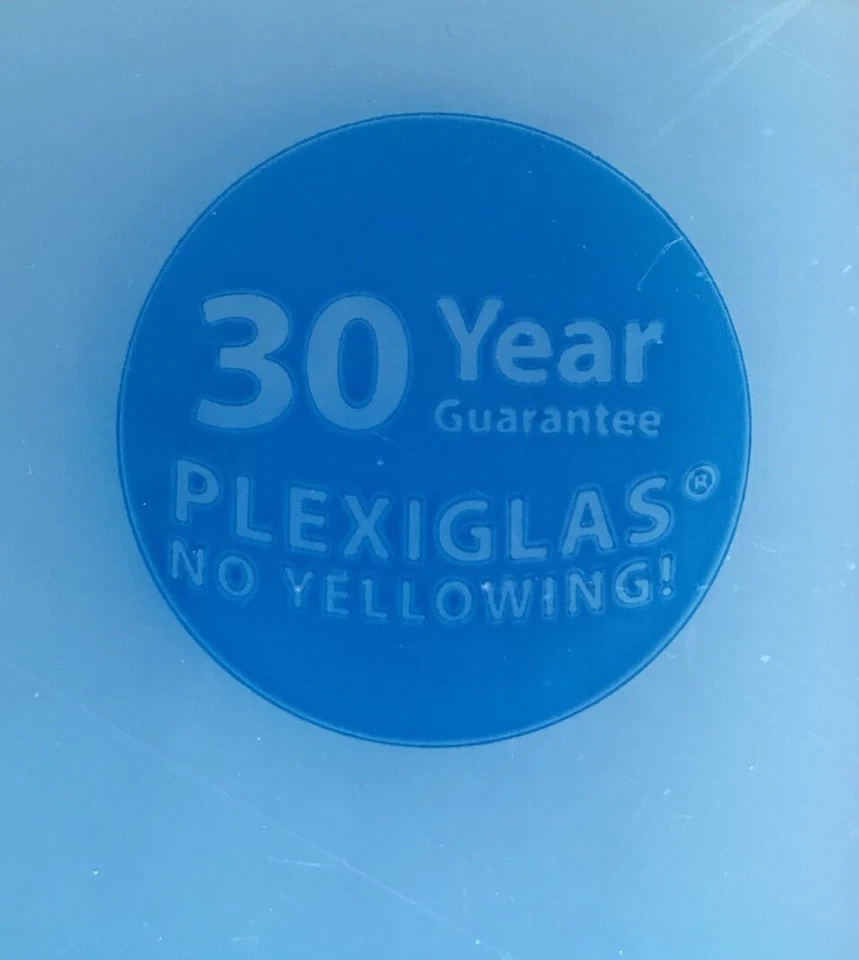 30 Year
Guarantee
PLEXIGLAS®
NO YELLOWING!